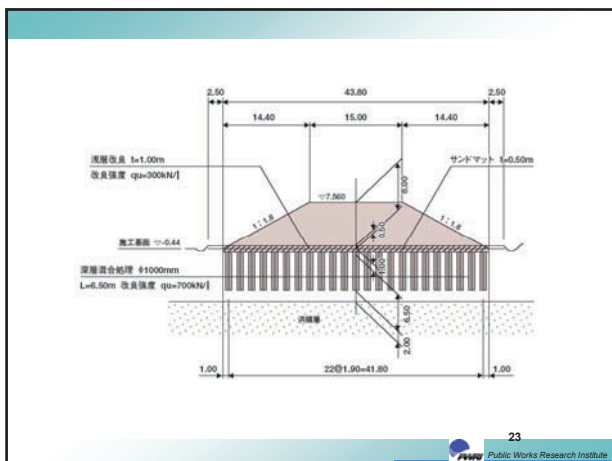 2.50
43.80
2.50
14.40
15.00
14.40
浅層改良 t=1.00m
改良強度 qu=300kN/㎡
サンドマット t=0.50m
▽7.560
8.00
1:1.8
0.50
1:1.8
施工基面 ▽-0.44
1.00
深層混合処理 φ1000mm
L=6.50m 改良強度 qu=700kN/㎡
6.50
洪積層
2.00
1.00
22@1.90=41.80
1.00
23
PWRI
Public Works Research Institute